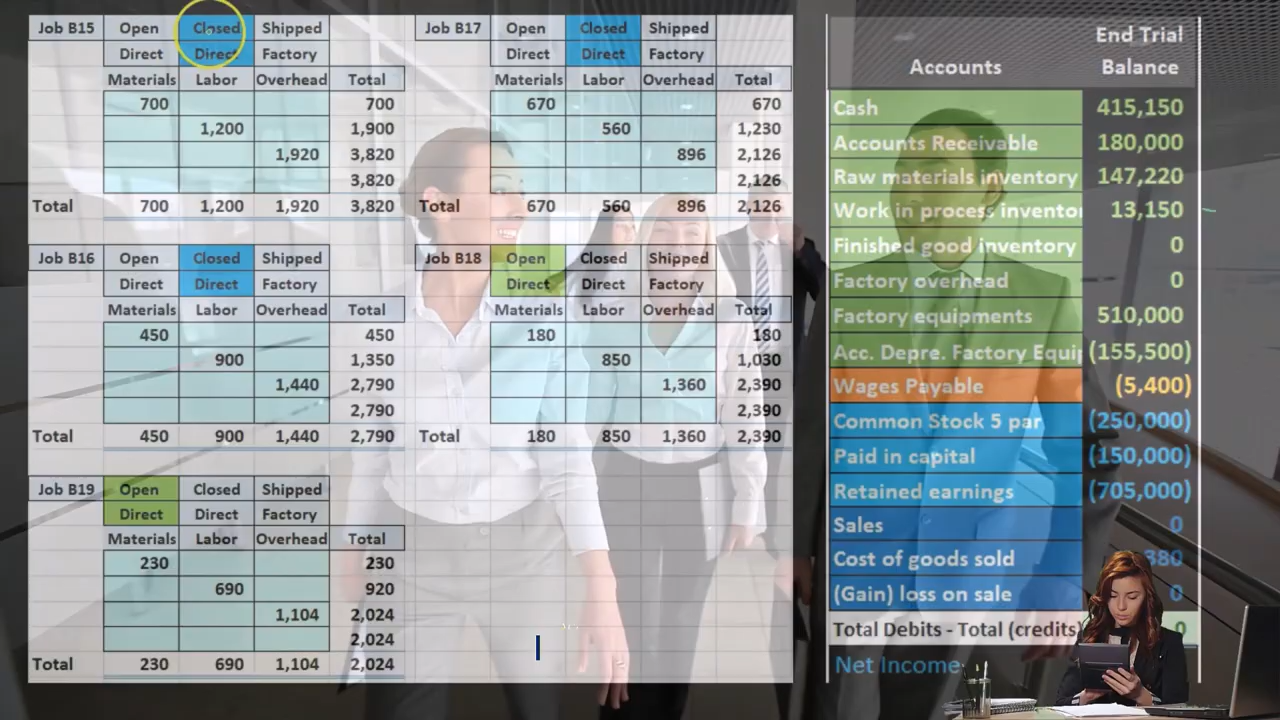 Job B15 Open Closed Shipped
Direct Direct Factory
Materials Labor Overhead Total
700 700
1,200 1,900
1,920 3,820
3,820
Total 700 1,200 1,920 3,820
Job B17 Open Closed Shipped
Direct Direct Factory
Materials Labor Overhead Total
670 670
560 1,230
896 2,126
2,126
Total 670 560 896 2,126
Job B16 Open Closed Shipped
Direct Direct Factory
Materials Labor Overhead Total
450 450
900 1,350
1,440 2,790
2,790
Total 450 900 1,440 2,790
Job B18 Open Closed Shipped
Direct Direct Factory
Materials Labor Overhead Total
180 180
850 1,030
1,360 2,390
2,390
Total 180 850 1,360 2,390
Job B19 Open Closed Shipped
Direct Direct Factory
Materials Labor Overhead Total
230 230
690 920
1,104 2,024
2,024
Total 230 690 1,104 2,024
End Trial
Accounts Balance
Cash 415,150
Accounts Receivable 180,000
Raw materials inventory 147,220
Work in process inventor 13,150
Finished good inventory 0
Factory overhead 0
Factory equipments 510,000
Acc. Depre. Factory Equip (155,500)
Wages Payable (5,400)
Common Stock 5 par (250,000)
Paid in capital (150,000)
Retained earnings (705,000)
Sales 0
Cost of goods sold 380
(Gain) loss on sale 0
Total Debits - Total (credits) 0
Net Income